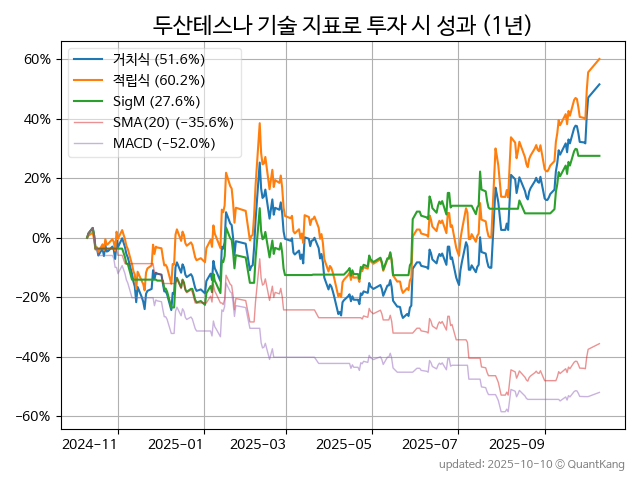 두산테스나 기술 지표로 투자 시 성과 (1년)
거치식 (51.6%)
적립식 (60.2%)
SigM (27.6%)
SMA(20) (−35.6%)
MACD (−52.0%)
60%
40%
20%
0%
−20%
−40%
−60%
2024−11 2025−01 2025−03 2025−05 2025−07 2025−09
updated: 2025-10-10 © QuantKang